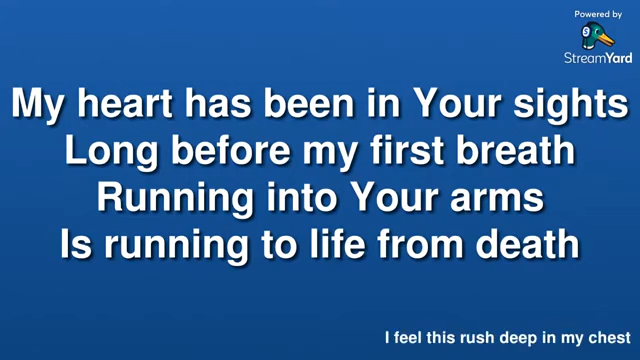 Powered by
StreamYard
My heart has been in Your sights
Long before my first breath
Running into Your arms
Is running to life from death
I feel this rush deep in my chest